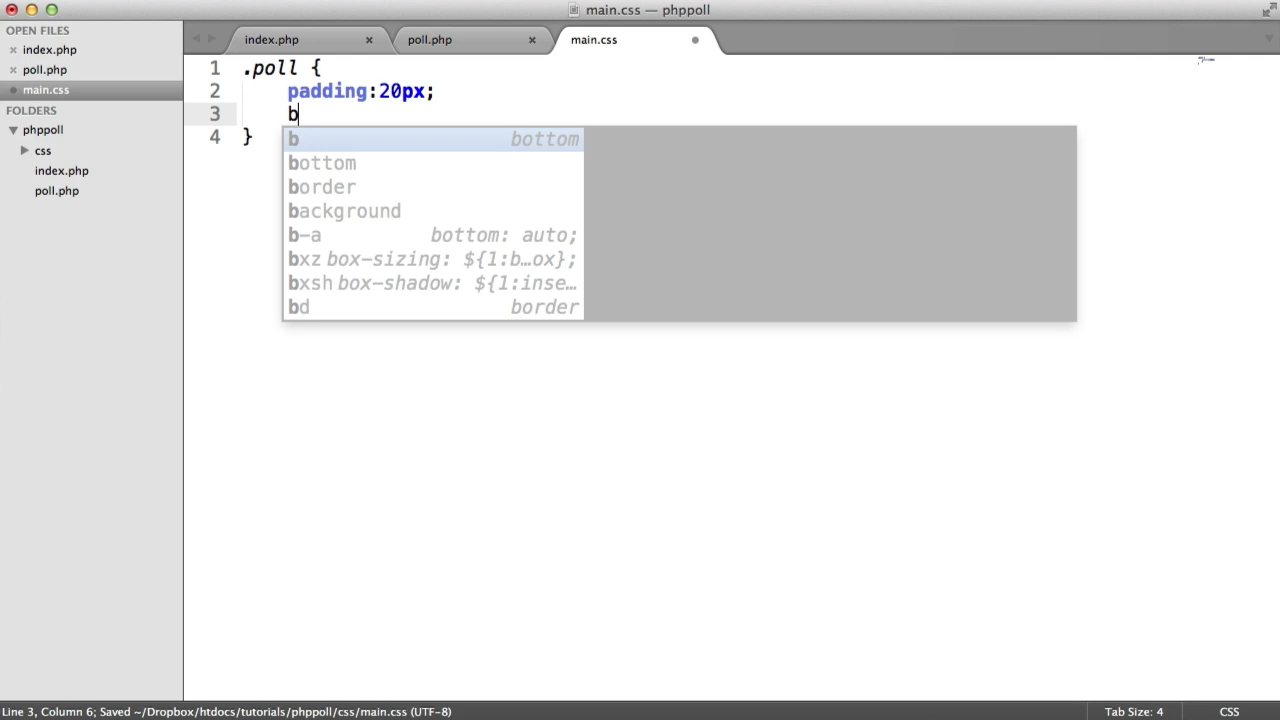 main.css — phppoll
OPEN FILES
index.php
poll.php
main.css
FOLDERS
phppoll
css
index.php
poll.php
index.php
poll.php
main.css
1 .poll {
2 padding:20px;
3 b
4 }
b bottom
bottom
border
background
b-a bottom: auto;
bxz box-sizing: ${1:b…ox};
bxsh box-shadow: ${1:inse…
bd border
Line 3, Column 6; Saved ~/Dropbox/htdocs/tutorials/phppoll/css/main.css (UTF-8)
Tab Size: 4
CSS